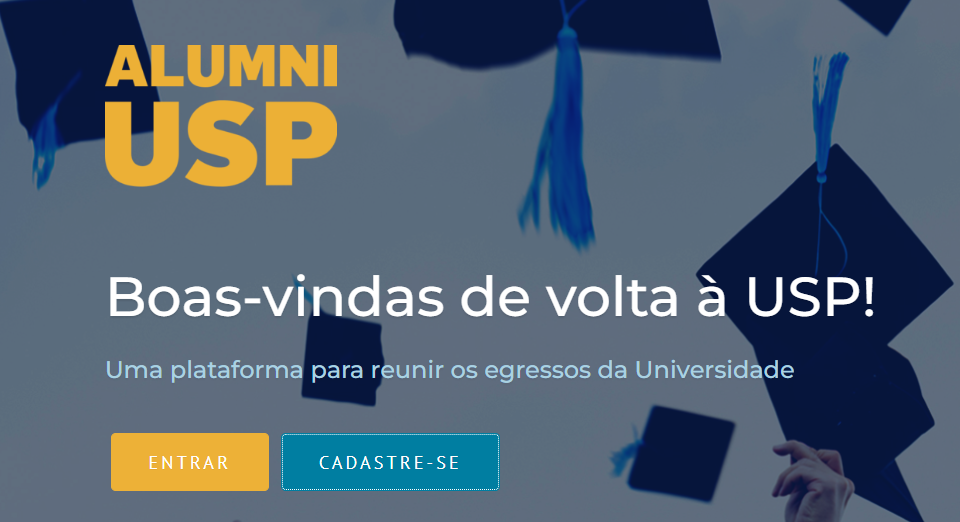 ALUMNI
USP
Boas-vindas de volta à USP!
Uma plataforma para reunir os egressos da Universidade
ENTRAR CADASTRE-SE